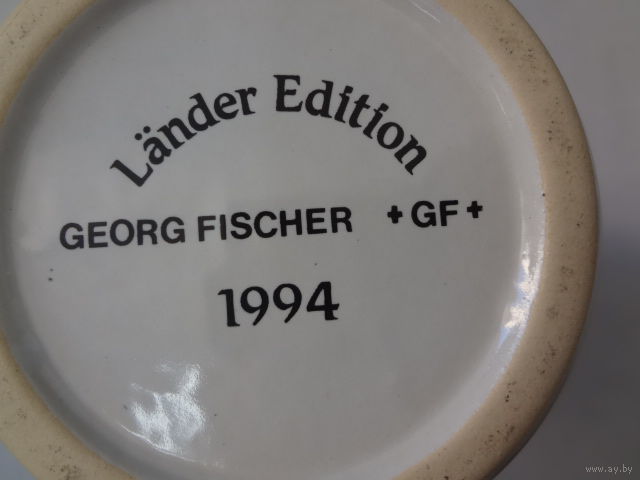 Länder Edition
GEORG FISCHER +GF+
1994
www.ay.by